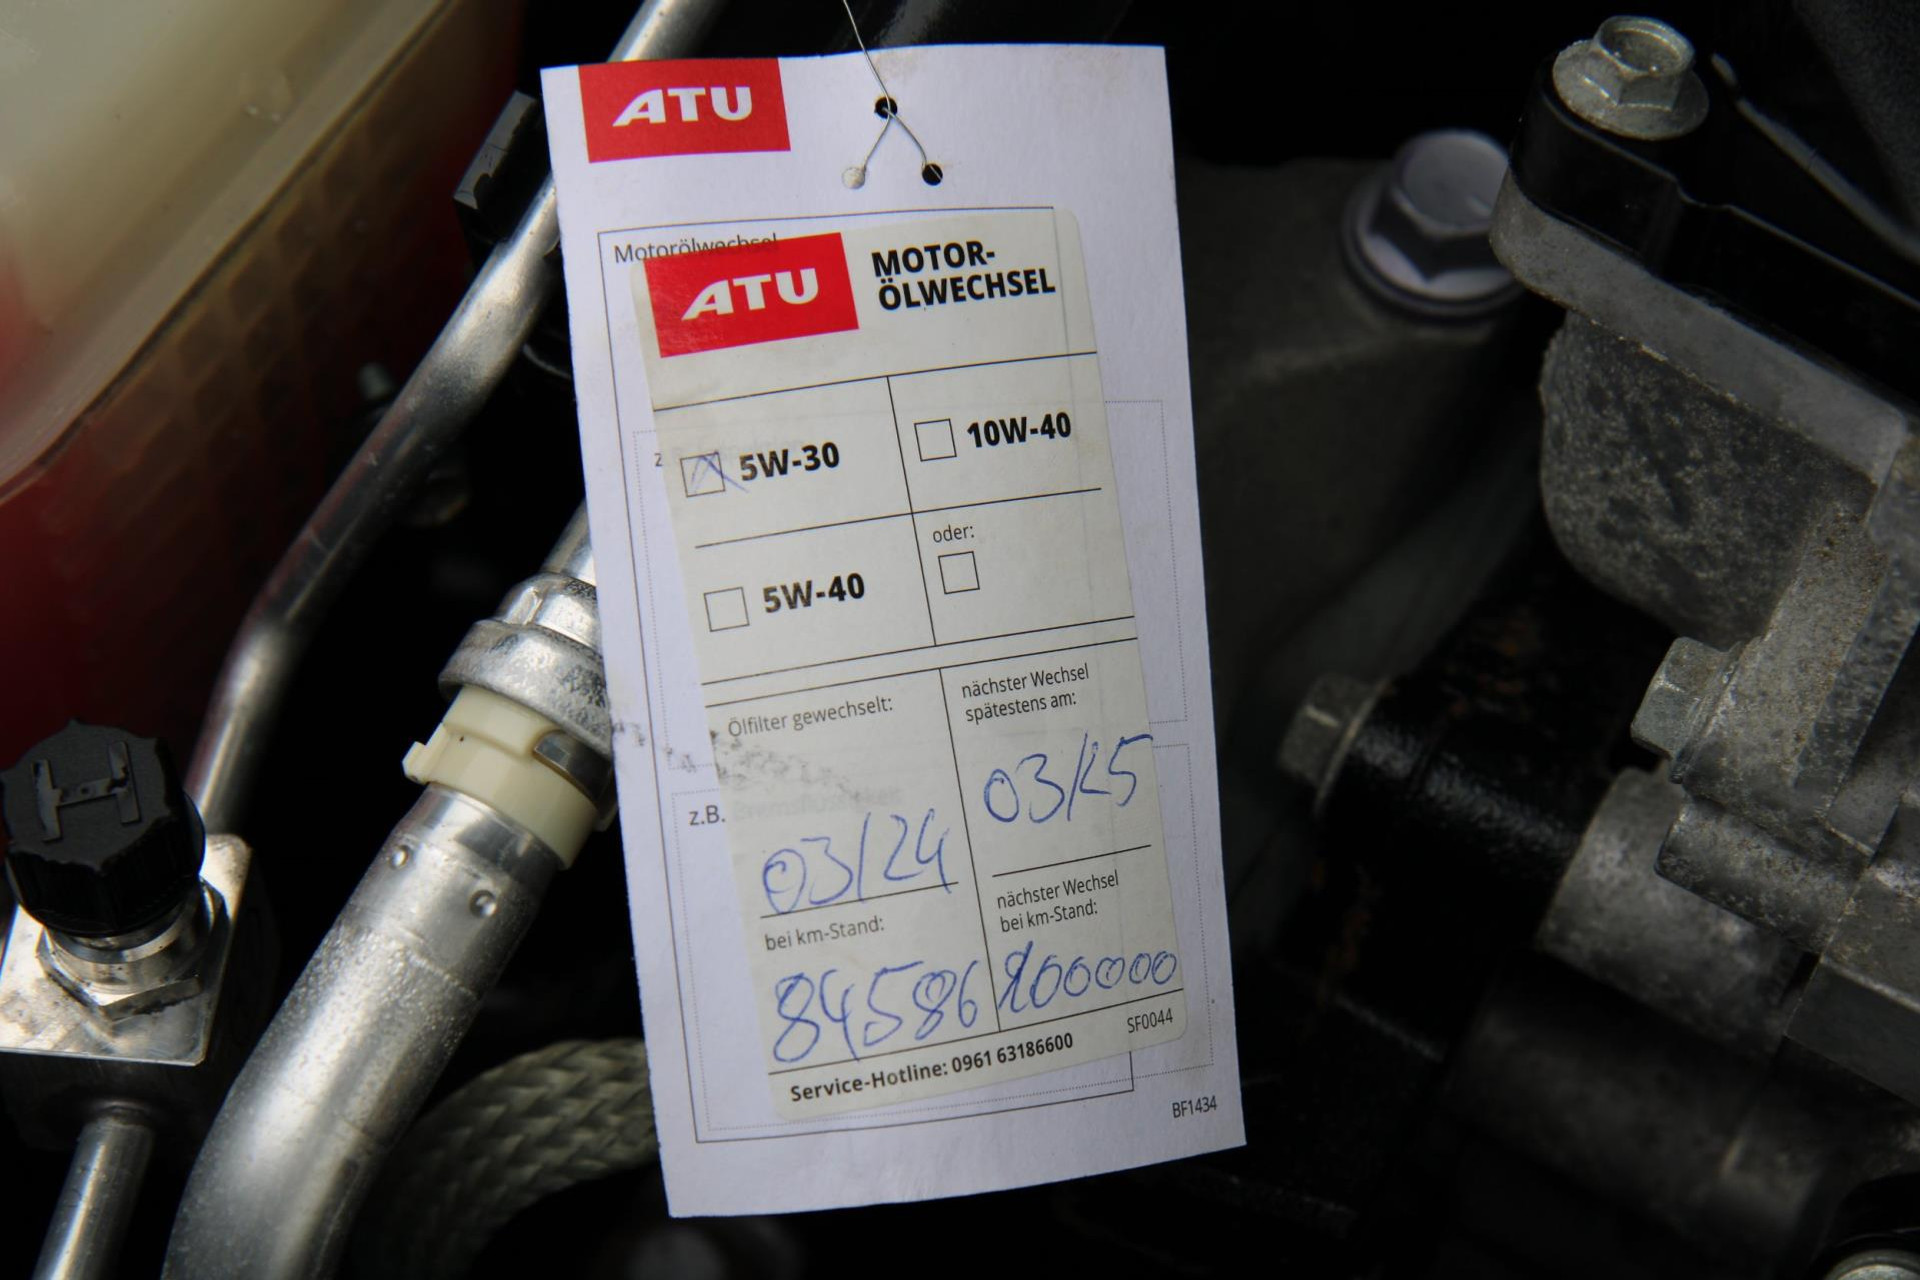 ATU
Motorölwechsel
ATU
MOTOR-
ÖLWECHSEL
5W-30
10W-40
5W-40
oder:
Ölfilter gewechselt:
03/24
nächster Wechsel
spätestens am:
03/25
z.B.
bei km-Stand:
84586
nächster Wechsel
bei km-Stand:
100000
Service-Hotline: 0961 63186600
SF0044
BF1434
H